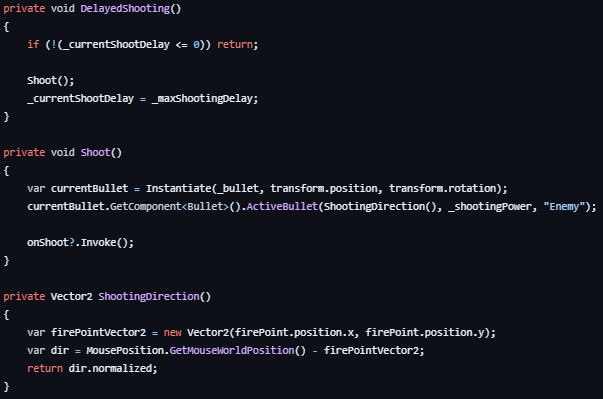 private void DelayedShooting()
{
    if (!(_currentShootDelay <= 0)) return;

    Shoot();
    _currentShootDelay = _maxShootingDelay;
}

private void Shoot()
{
    var currentBullet = Instantiate(_bullet, transform.position, transform.rotation);
    currentBullet.GetComponent<Bullet>().ActiveBullet(ShootingDirection(), _shootingPower, "Enemy");

    onShoot?.Invoke();
}

private Vector2 ShootingDirection()
{
    var firePointVector2 = new Vector2(firePoint.position.x, firePoint.position.y);
    var dir = MousePosition.GetMouseWorldPosition() - firePointVector2;
    return dir.normalized;
}